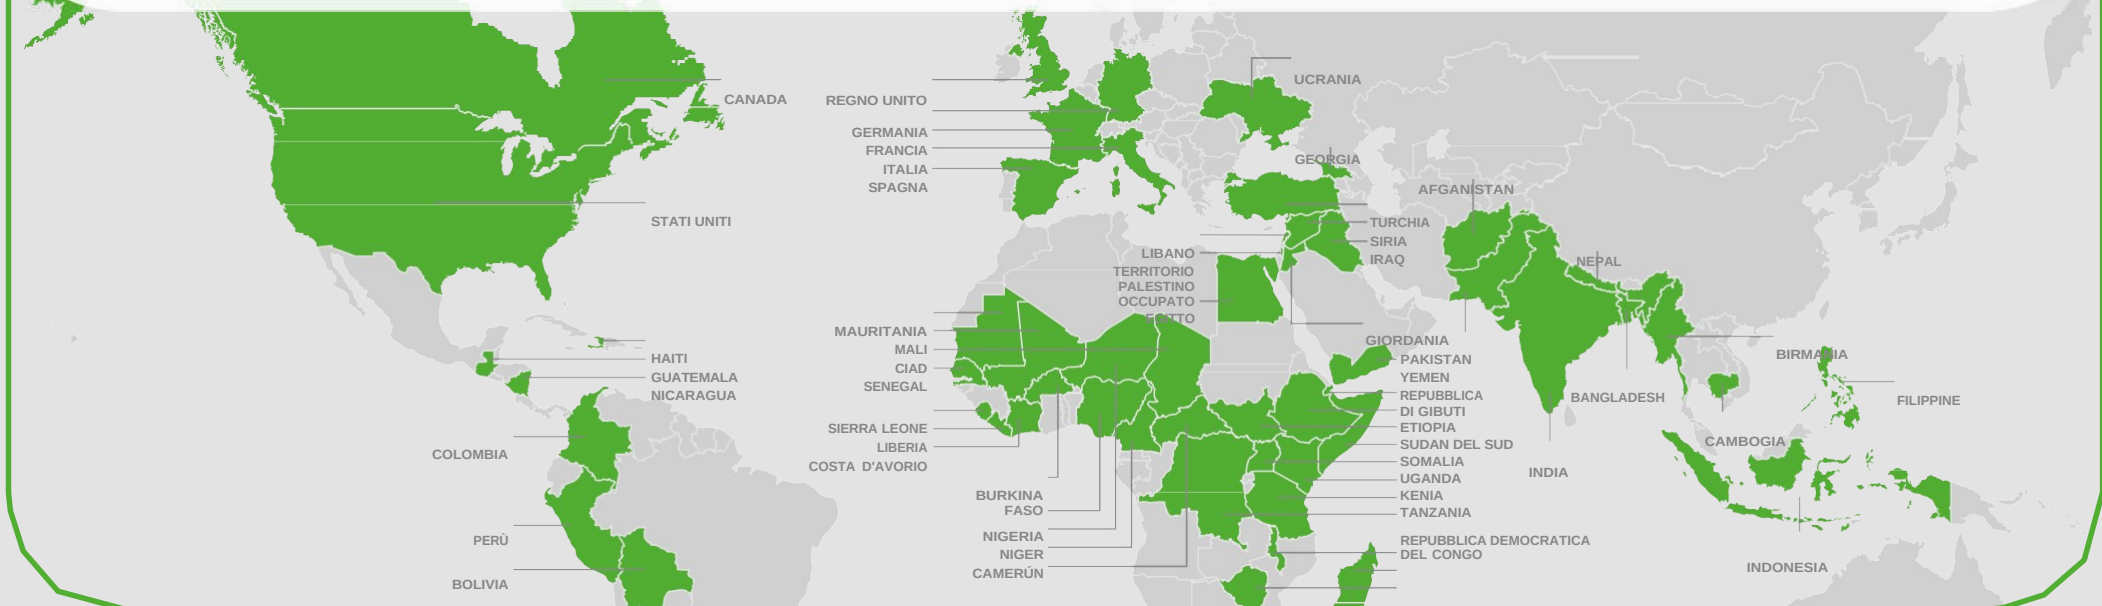 CANADA
STATI UNITI
HAITI
GUATEMALA
NICARAGUA
COLOMBIA
PERÙ
BOLIVIA
REGNO UNITO
GERMANIA
FRANCIA
ITALIA
SPAGNA
UCRANIA
GEORGIA
AFGANISTAN
TURCHIA
SIRIA
IRAQ
LIBANO
TERRITORIO
PALESTINO
OCCUPATO
EGITTO
MAURITANIA
MALI
CIAD
SENEGAL
SIERRA LEONE
LIBERIA
COSTA D'AVORIO
BURKINA
FASO
NIGERIA
NIGER
CAMERÚN
GIORDANIA
PAKISTAN
YEMEN
REPUBBLICA
DI GIBUTI
ETIOPIA
SUDAN DEL SUD
SOMALIA
UGANDA
KENIA
TANZANIA
REPUBBLICA DEMOCRATICA
DEL CONGO
NEPAL
BANGLADESH
INDIA
BIRMANIA
FILIPPINE
CAMBOGIA
INDONESIA